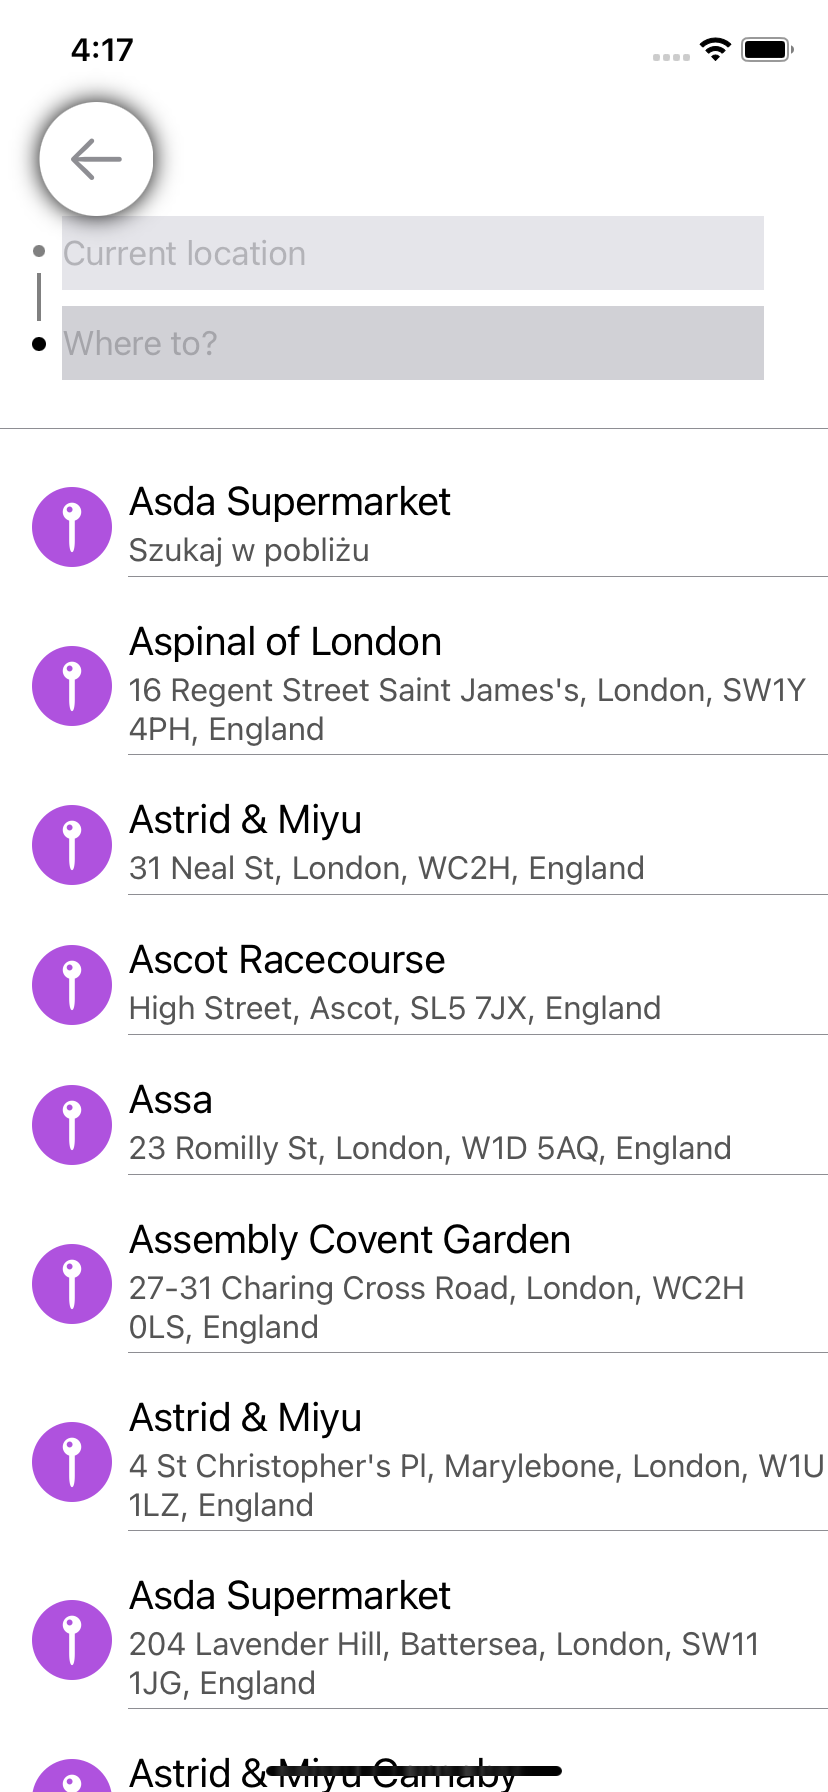 4:17
Current location
Where to?
Asda Supermarket
Szukaj w pobliżu
Aspinal of London
16 Regent Street Saint James's, London, SW1Y
4PH, England
Astrid & Miyu
31 Neal St, London, WC2H, England
Ascot Racecourse
High Street, Ascot, SL5 7JX, England
Assa
23 Romilly St, London, W1D 5AQ, England
Assembly Covent Garden
27-31 Charing Cross Road, London, WC2H
0LS, England
Astrid & Miyu
4 St Christopher's Pl, Marylebone, London, W1U
1LZ, England
Asda Supermarket
204 Lavender Hill, Battersea, London, SW11
1JG, England
Astrid & Miyu Carnaby